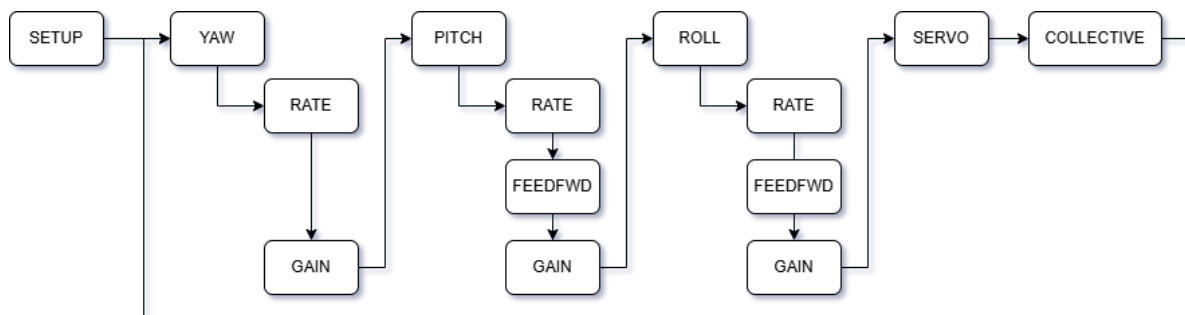 SETUP
YAW
PITCH
ROLL
SERVO
COLLECTIVE
RATE
RATE
RATE
FEEDFWD
FEEDFWD
GAIN
GAIN
GAIN